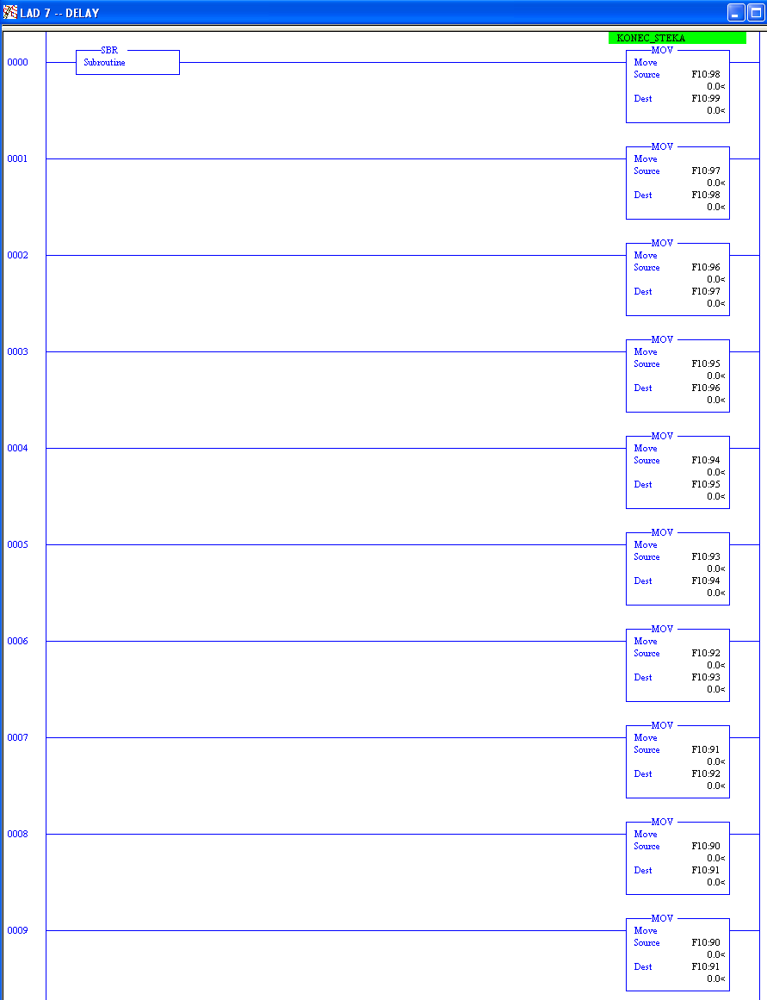 LAD 7 -- DELAY
KONEC_STEKA
SBR
MOV
0000
Subroutine
Move
Source F10:98
0.0<
Dest F10:99
0.0<
MOV
0001
Move
Source F10:97
0.0<
Dest F10:98
0.0<
MOV
0002
Move
Source F10:96
0.0<
Dest F10:97
0.0<
MOV
0003
Move
Source F10:95
0.0<
Dest F10:96
0.0<
MOV
0004
Move
Source F10:94
0.0<
Dest F10:95
0.0<
MOV
0005
Move
Source F10:93
0.0<
Dest F10:94
0.0<
MOV
0006
Move
Source F10:92
0.0<
Dest F10:93
0.0<
MOV
0007
Move
Source F10:91
0.0<
Dest F10:92
0.0<
MOV
0008
Move
Source F10:90
0.0<
Dest F10:91
0.0<
MOV
0009
Move
Source F10:90
0.0<
Dest F10:91
0.0<